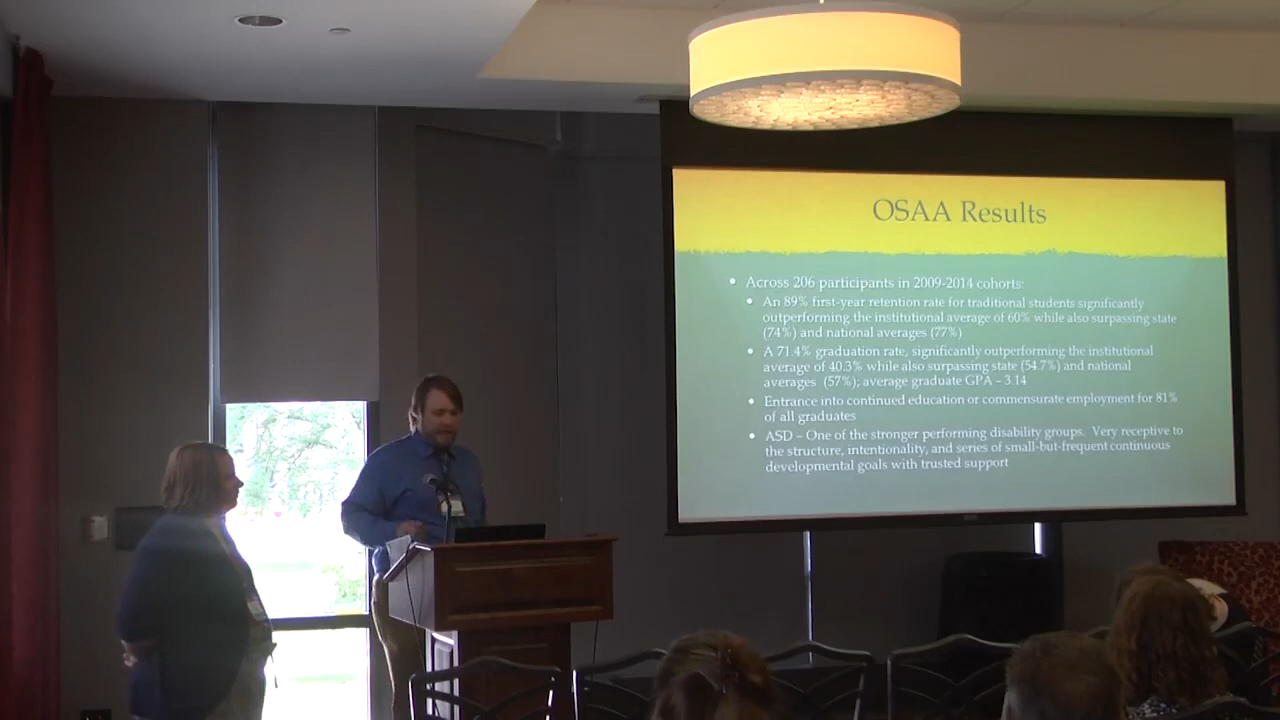 OSAA Results
• Across 206 participants in 2009-2014 cohorts:
• An 89% first-year retention rate for traditional students significantly
outperforming the institutional average of 60% while also surpassing state
(74%) and national averages (77%)
• A 71.4% graduation rate, significantly outperforming the institutional
average of 40.3% while also surpassing state (54.7%) and national
averages (57%); average graduate GPA – 3.14
• Entrance into continued education or commensurate employment for 81%
of all graduates
• ASD – One of the stronger performing disability groups. Very receptive to
the structure, intentionality, and series of small-but-frequent continuous
developmental goals with trusted support